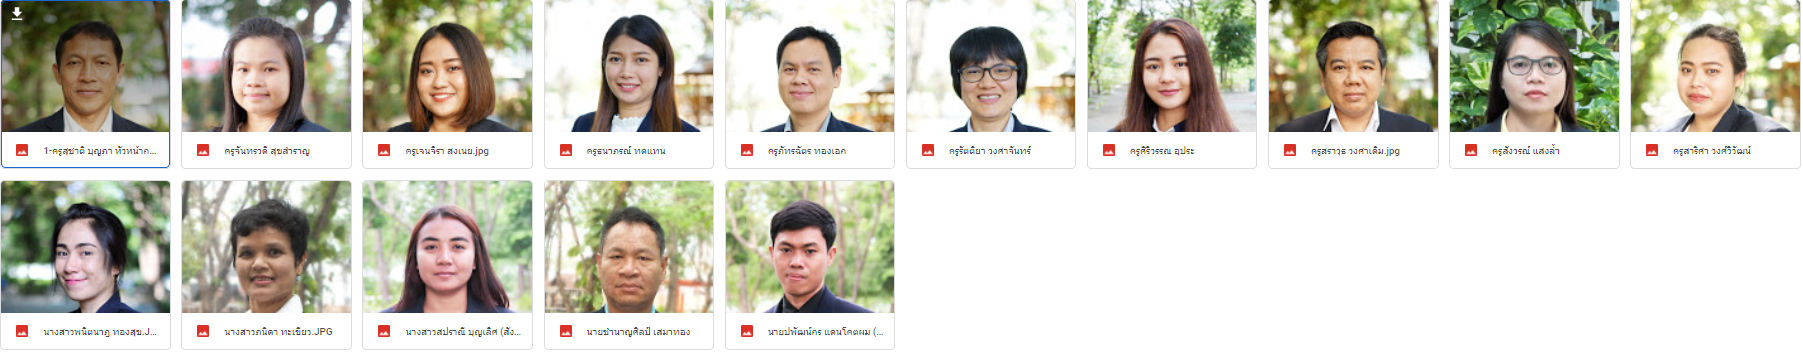 1-ครูสุชาติ บุญภา หัวหน้าก...
ครูจันทรวดี สุขสำราญ
ครูเจนจิรา สงเนย.jpg
ครูธนาภรณ์ ทดแทน
ครูภัทรฉัตร ทองเอก
ครูรัตติยา วงศาจันทร์
ครูศิริวรรณ อุประ
ครูสราวุธ วงศาเติม.jpg
ครูสังวรณ์ แสงล้ำ
ครูสาริศา วงศ์วิวัฒน์
นางสาวพนิตนาฏ ทองสุข.J...
นางสาวภนิดา ทะเขียว.JPG
นางสาวสปราณี บุญเลิศ (สัง...
นายชำนาญศิลป์ เสมาทอง
นายปพัฒน์กร แดนโคตผม (...